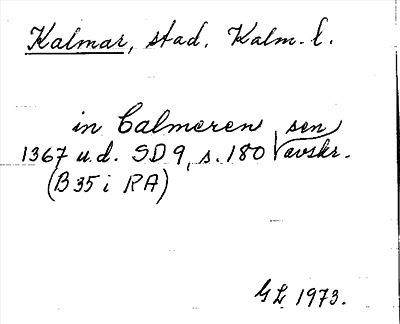 Kalmar, stad. Kalm. l.
in Calmeren
1367 u.d. SD 9, s. 180 sen avskr.
(B 35 i RA)
GL 1973.